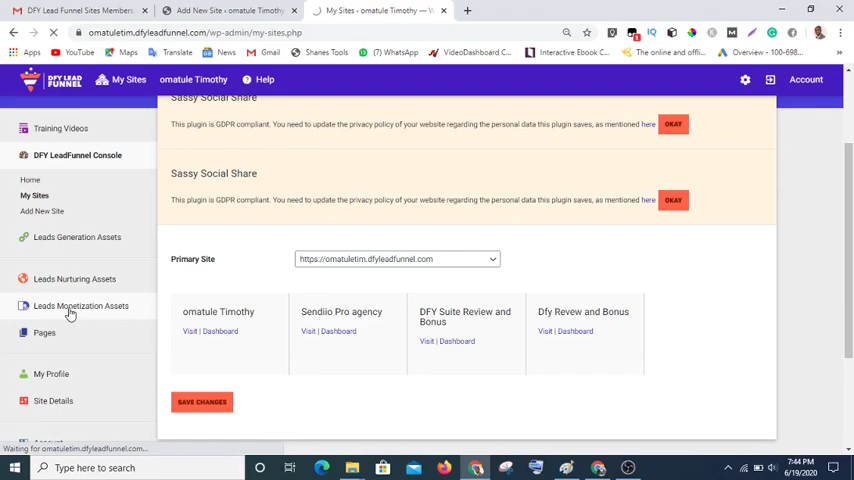 DFY Lead Funnel Sites Members
Add New Site ‹ omatule Timothy
My Sites ‹ omatule Timothy — W
omatuletim.dfyleadfunnel.com/wp-admin/my-sites.php
Apps YouTube Maps Translate News Gmail Shanes Tools (7) WhatsApp VideoDashboard C... Interactive Ebook C... The online and offli... Overview – 100-698...
DFY LEAD
FUNNEL
My Sites omatule Timothy Help Account
Training Videos
DFY LeadFunnel Console
Home
My Sites
Add New Site
Leads Generation Assets
Leads Nurturing Assets
Leads Monetization Assets
Pages
My Profile
Site Details
Account
Sassy Social Share
This plugin is GDPR compliant. You need to update the privacy policy of your website regarding the personal data this plugin saves, as mentioned here OKAY
Sassy Social Share
This plugin is GDPR compliant. You need to update the privacy policy of your website regarding the personal data this plugin saves, as mentioned here OKAY
Primary Site https://omatuletim.dfyleadfunnel.com
omatule Timothy
Visit | Dashboard
Sendiio Pro agency
Visit | Dashboard
DFY Suite Review and
Bonus
Visit | Dashboard
Dfy Revew and Bonus
Visit | Dashboard
SAVE CHANGES
Waiting for omatuletim.dfyleadfunnel.com...
Type here to search
7:44 PM
6/19/2020